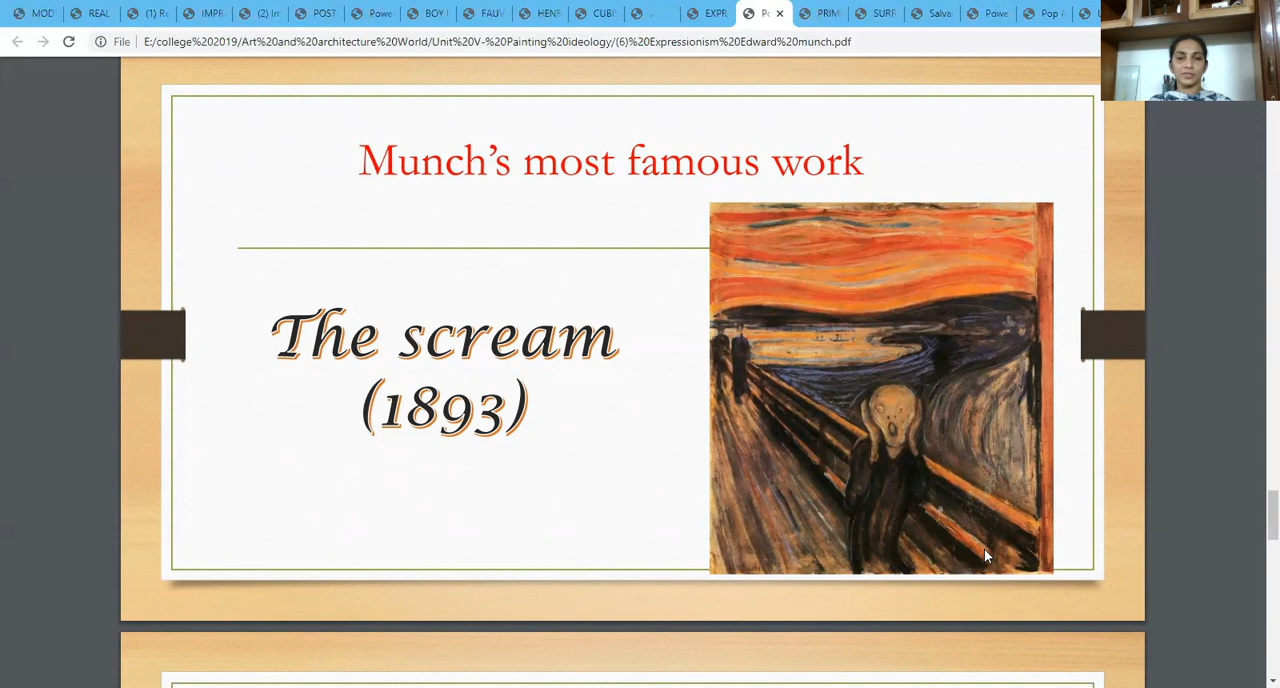 MOD
REAL
(1) R
IMPR
(2) In
POST
Powe
BOY
FAUV
HENR
CUBI
EXPR
P
PRIM
SURR
Salva
Powe
Pop A
File
E:/college%202019/Art%20and%20architecture%20World/Unit%20V-%20Painting%20ideology/(6)%20Expressionism%20Edward%20munch.pdf
Munch's most famous work
The scream
(1893)